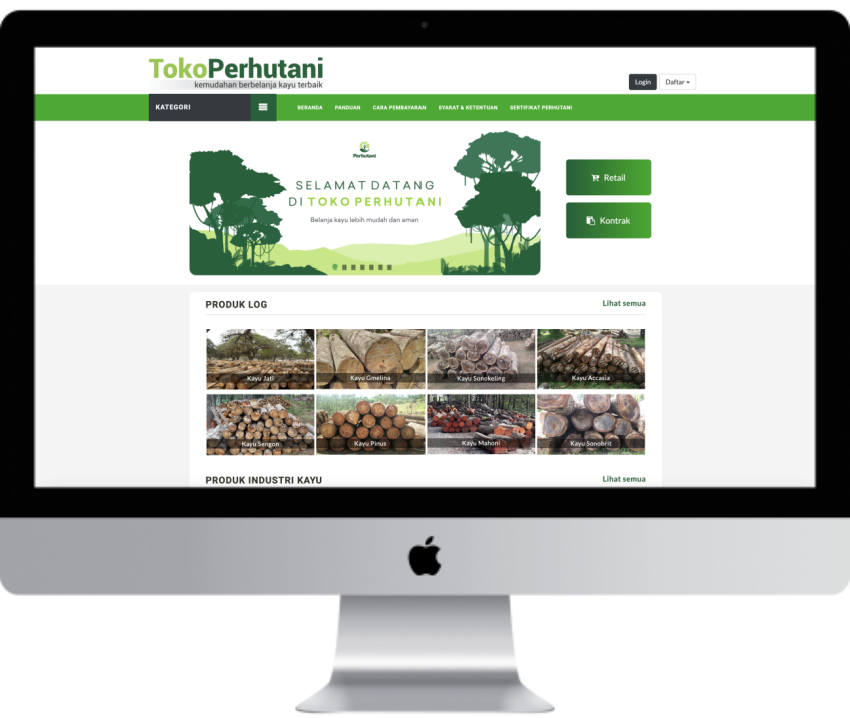 TokoPerhutani
kemudahan berbelanja kayu terbaik
Login
Daftar
KATEGORI
BERANDA
PANDUAN
CARA PEMBAYARAN
SYARAT & KETENTUAN
SERTIFIKAT PERHUTANI
Perhutani
SELAMAT DATANG
DI TOKO PERHUTANI
Belanja kayu lebih mudah dan aman
Retail
Kontrak
PRODUK LOG
Lihat semua
Kayu Jati
Kayu Gmelina
Kayu Sonokeling
Kayu Accasia
Kayu Sengon
Kayu Pinus
Kayu Mahoni
Kayu Sonobrit
PRODUK INDUSTRI KAYU
Lihat semua